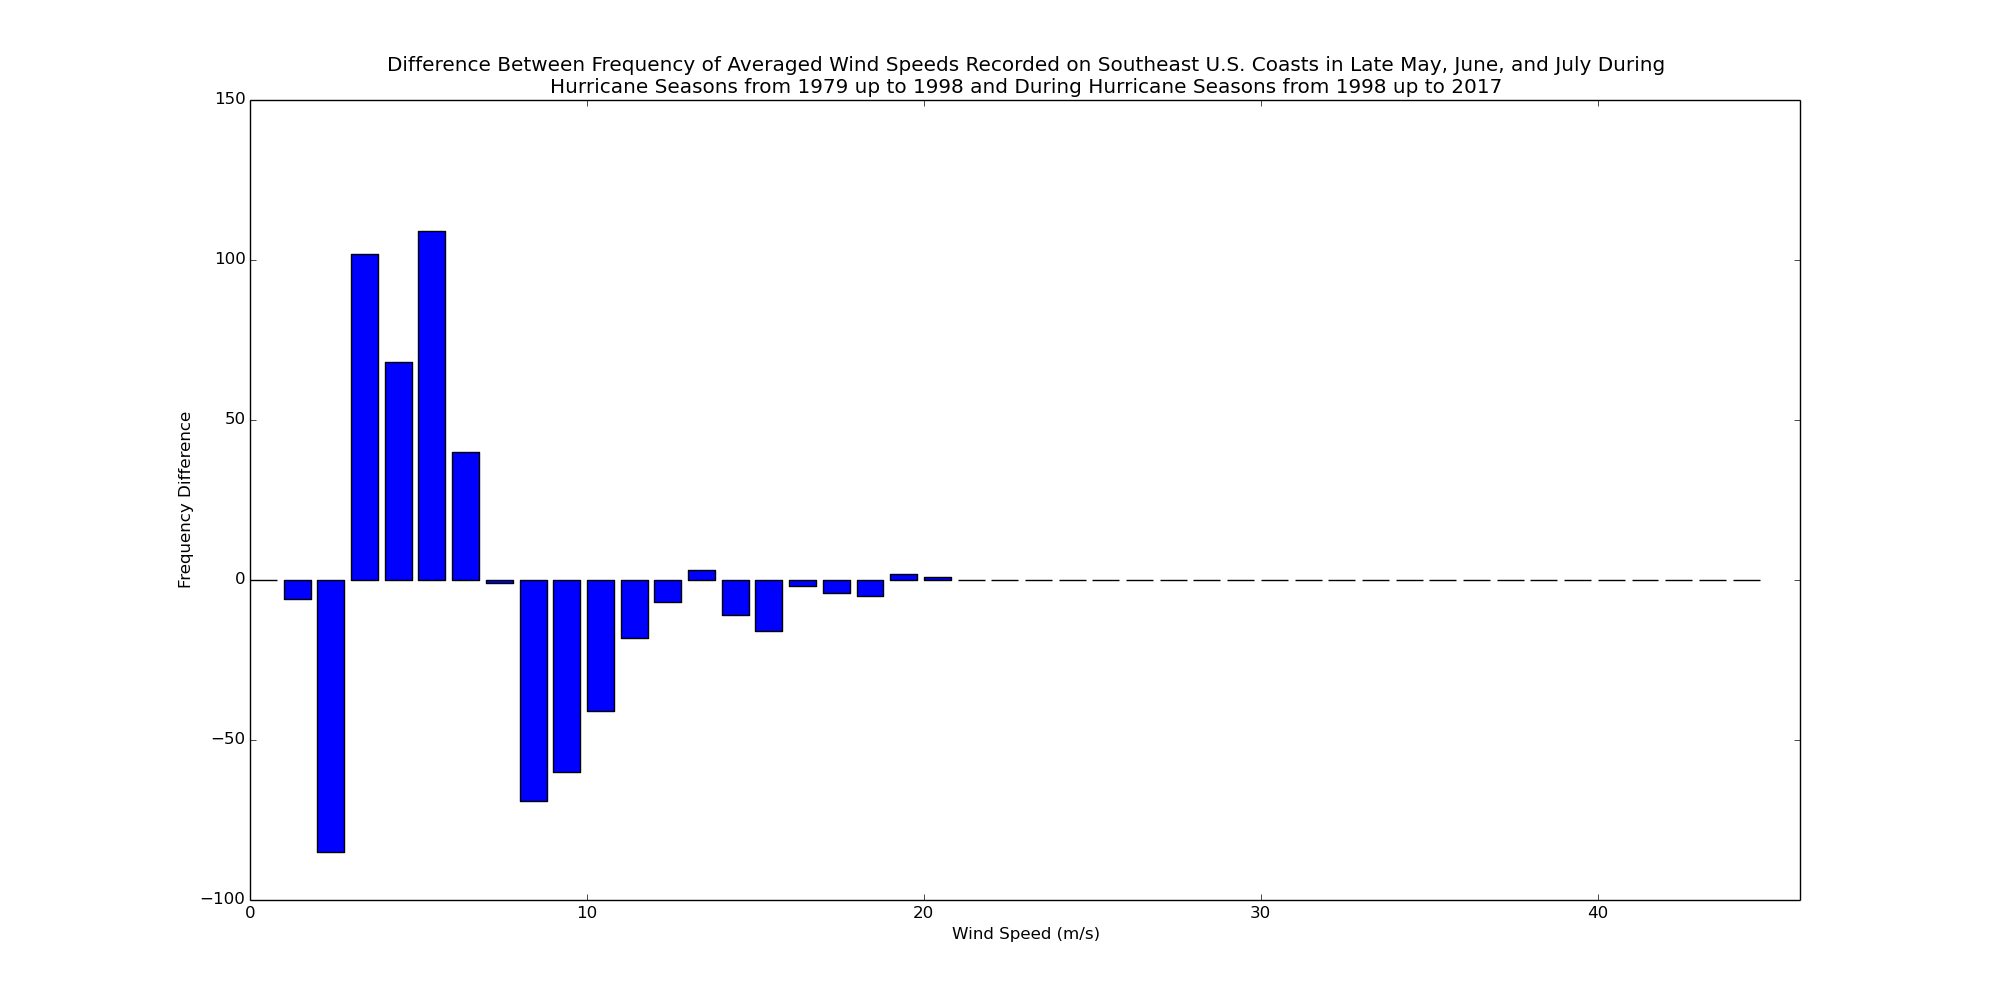 Difference Between Frequency of Averaged Wind Speeds Recorded on Southeast U.S. Coasts in Late May, June, and July During
Hurricane Seasons from 1979 up to 1998 and During Hurricane Seasons from 1998 up to 2017
150
100
50
0
−50
−100
Frequency Difference
0 10 20 30 40
Wind Speed (m/s)